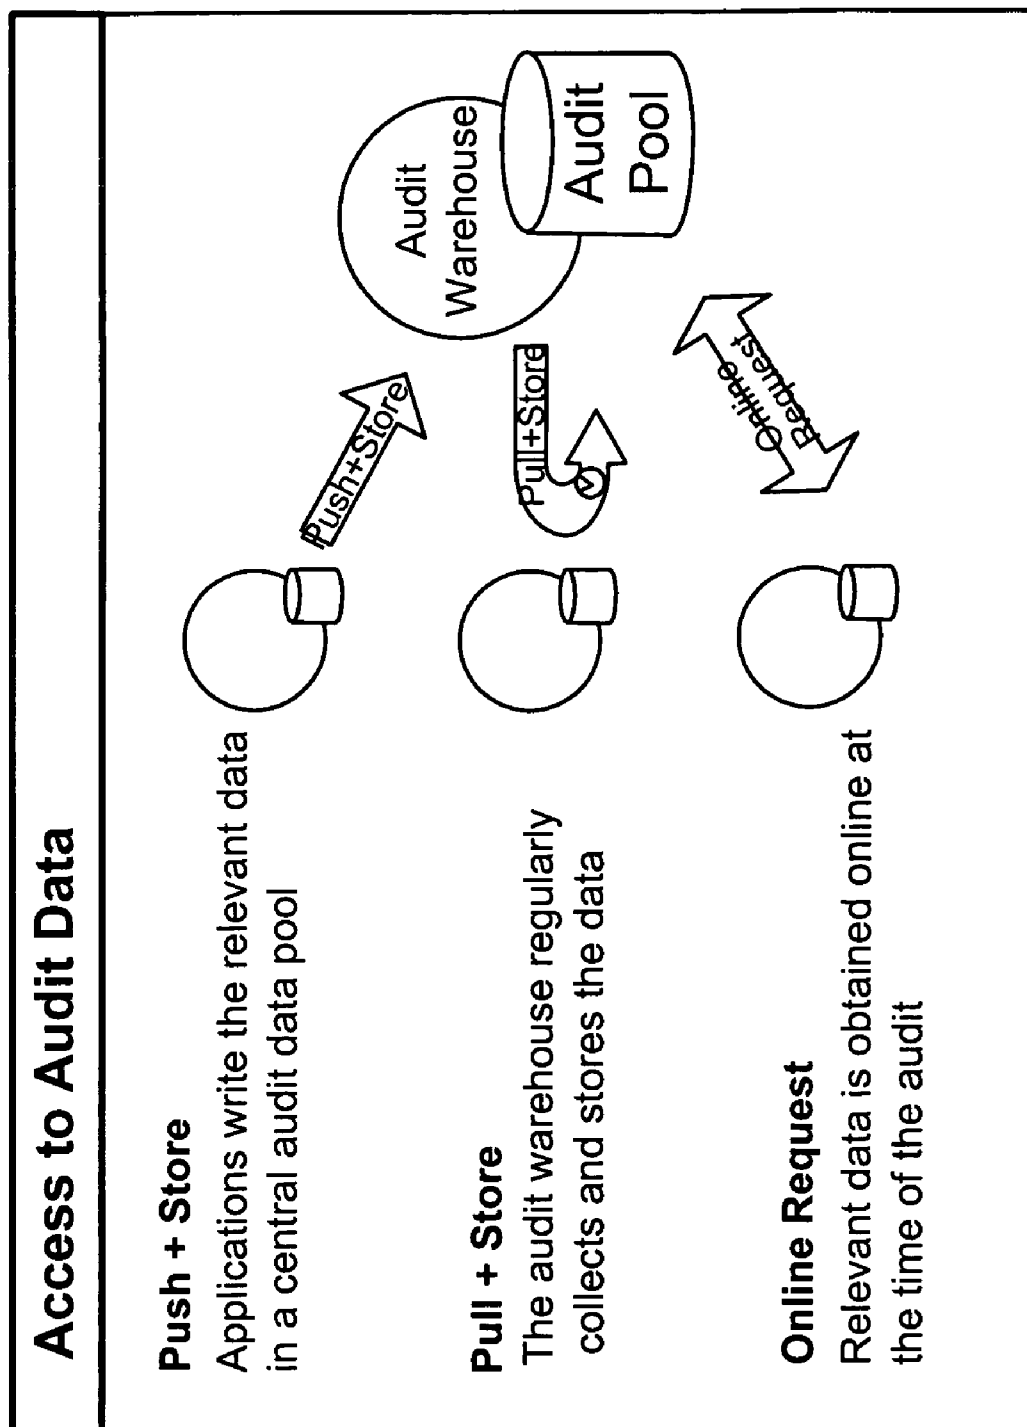 Access to Audit Data
Push + Store
Applications write the relevant data
in a central audit data pool
Pull + Store
The audit warehouse regularly
collects and stores the data
Online Request
Relevant data is obtained online at
the time of the audit
Push+Store
Pull+Store
Online
Request
Audit
Warehouse
Audit
Pool